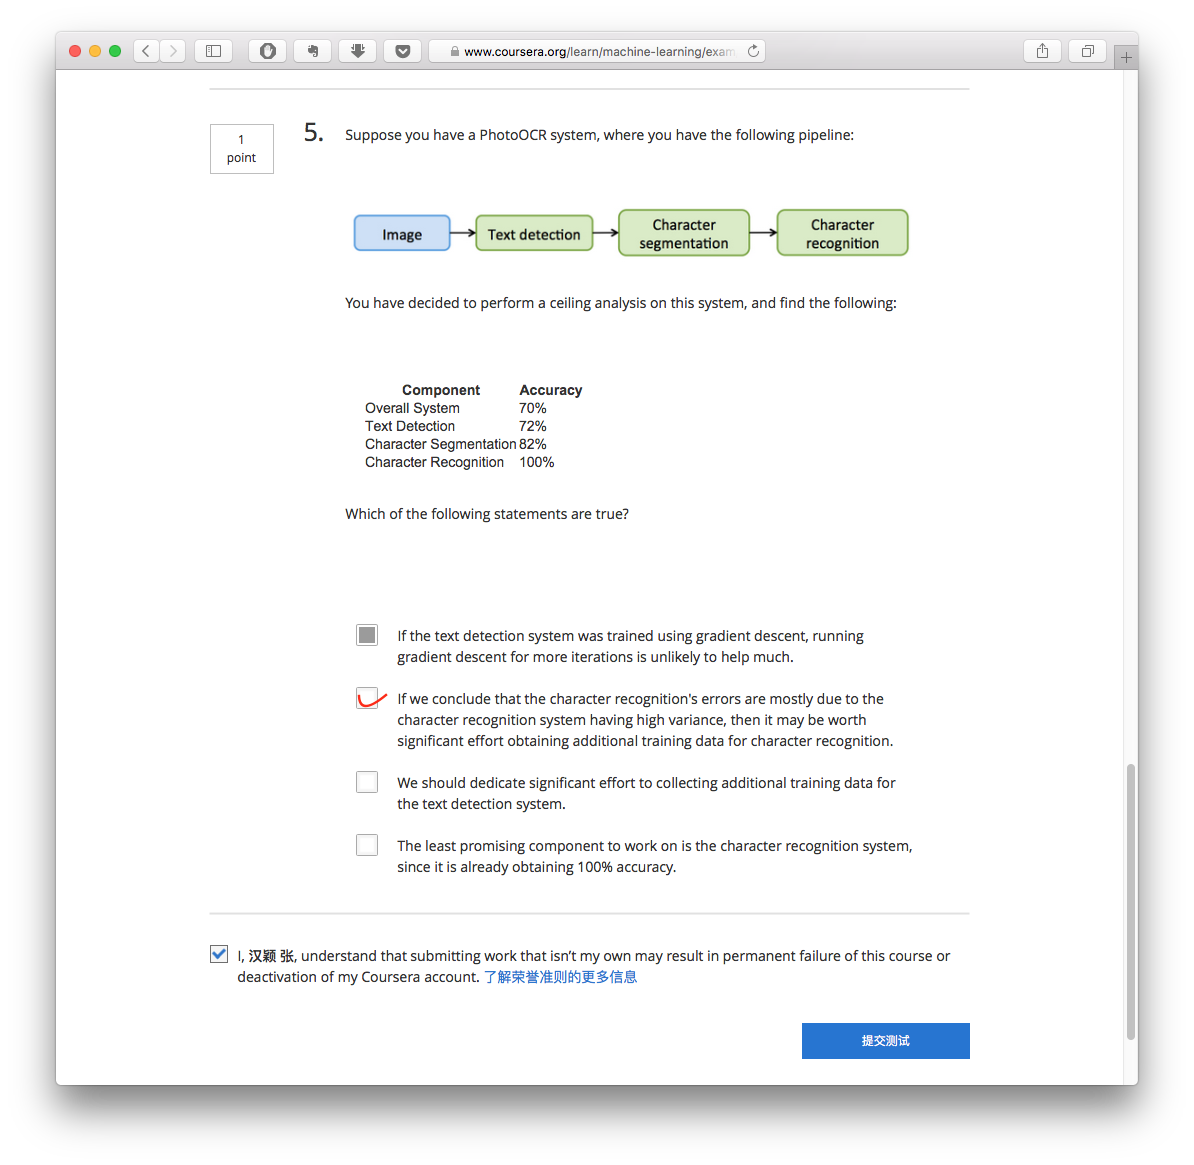 www.coursera.org/learn/machine-learning/exam
1
point
5.
Suppose you have a PhotoOCR system, where you have the following pipeline:
Image
Text detection
Character
segmentation
Character
recognition
You have decided to perform a ceiling analysis on this system, and find the following:
Component Accuracy
Overall System 70%
Text Detection 72%
Character Segmentation 82%
Character Recognition 100%
Which of the following statements are true?
If the text detection system was trained using gradient descent, running
gradient descent for more iterations is unlikely to help much.
If we conclude that the character recognition's errors are mostly due to the
character recognition system having high variance, then it may be worth
significant effort obtaining additional training data for character recognition.
We should dedicate significant effort to collecting additional training data for
the text detection system.
The least promising component to work on is the character recognition system,
since it is already obtaining 100% accuracy.
I, 汉颖 张, understand that submitting work that isn’t my own may result in permanent failure of this course or
deactivation of my Coursera account. 了解荣誉准则的更多信息
提交测试